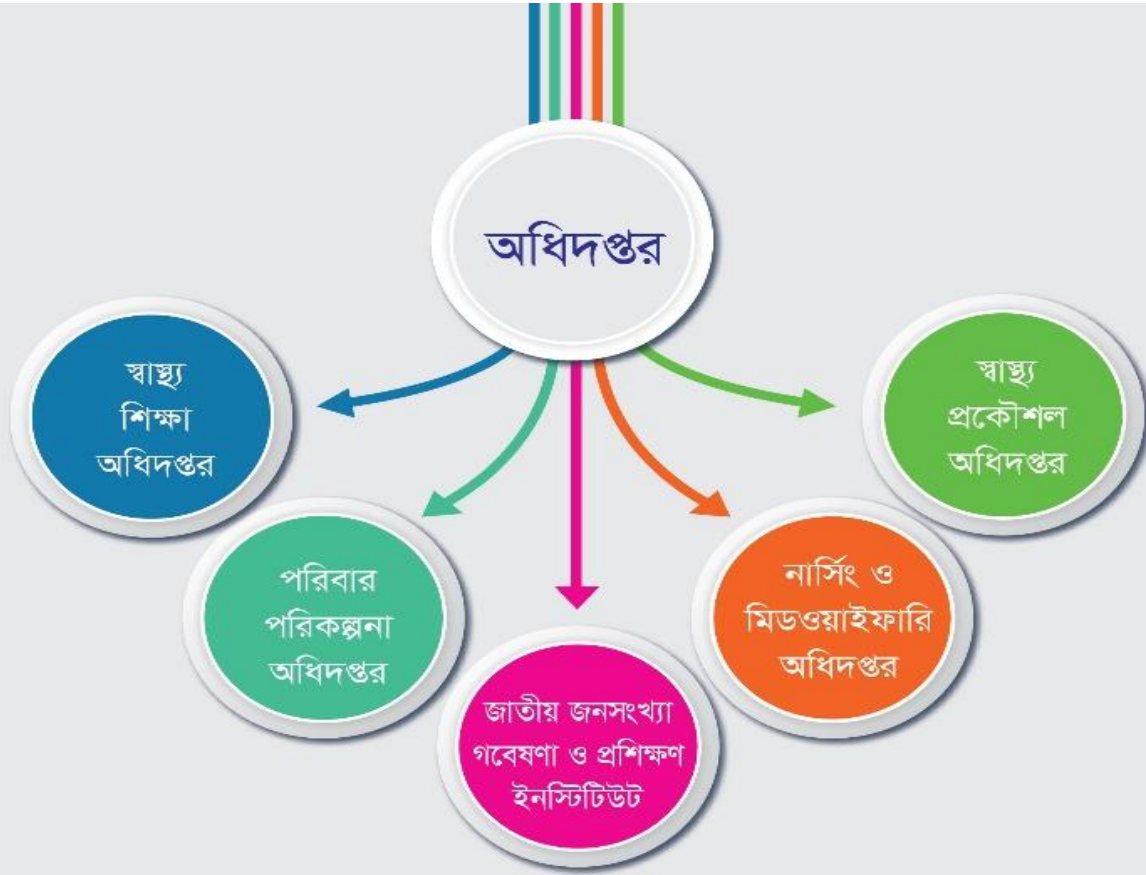 অধিদপ্তর
স্বাস্থ্য
শিক্ষা
অধিদপ্তর
পরিবার
পরিকল্পনা
অধিদপ্তর
জাতীয় জনসংখ্যা
গবেষণা ও প্রশিক্ষণ
ইনস্টিটিউট
নার্সিং ও
মিডওয়াইফারি
অধিদপ্তর
স্বাস্থ্য
প্রকৌশল
অধিদপ্তর